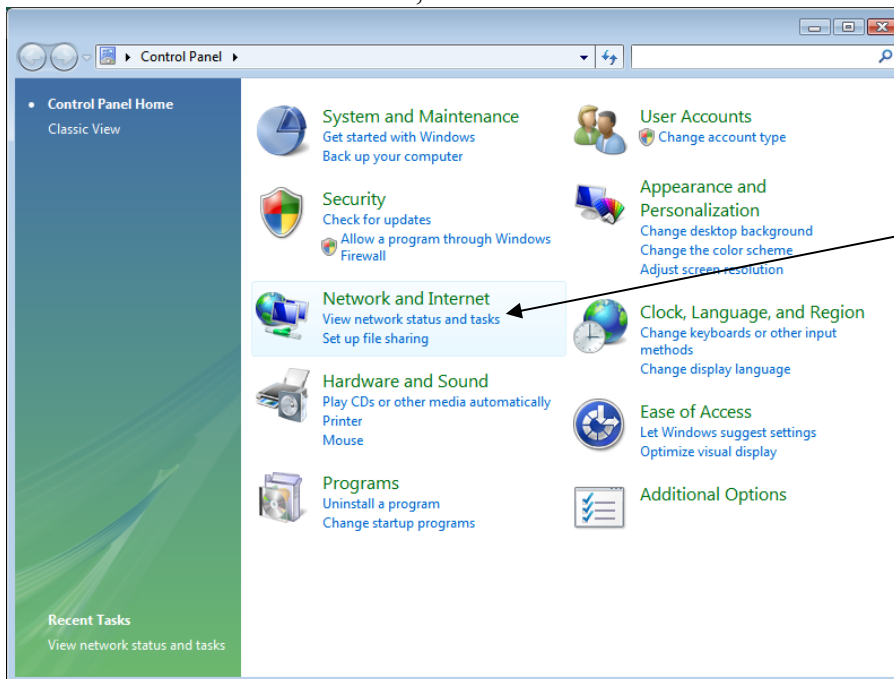 Control Panel
Control Panel Home
Classic View
System and Maintenance
Get started with Windows
Back up your computer
Security
Check for updates
Allow a program through Windows
Firewall
Network and Internet
View network status and tasks
Set up file sharing
Hardware and Sound
Play CDs or other media automatically
Printer
Mouse
Programs
Uninstall a program
Change startup programs
User Accounts
Change account type
Appearance and
Personalization
Change desktop background
Change the color scheme
Adjust screen resolution
Clock, Language, and Region
Change keyboards or other input
methods
Change display language
Ease of Access
Let Windows suggest settings
Optimize visual display
Additional Options
Recent Tasks
View network status and tasks